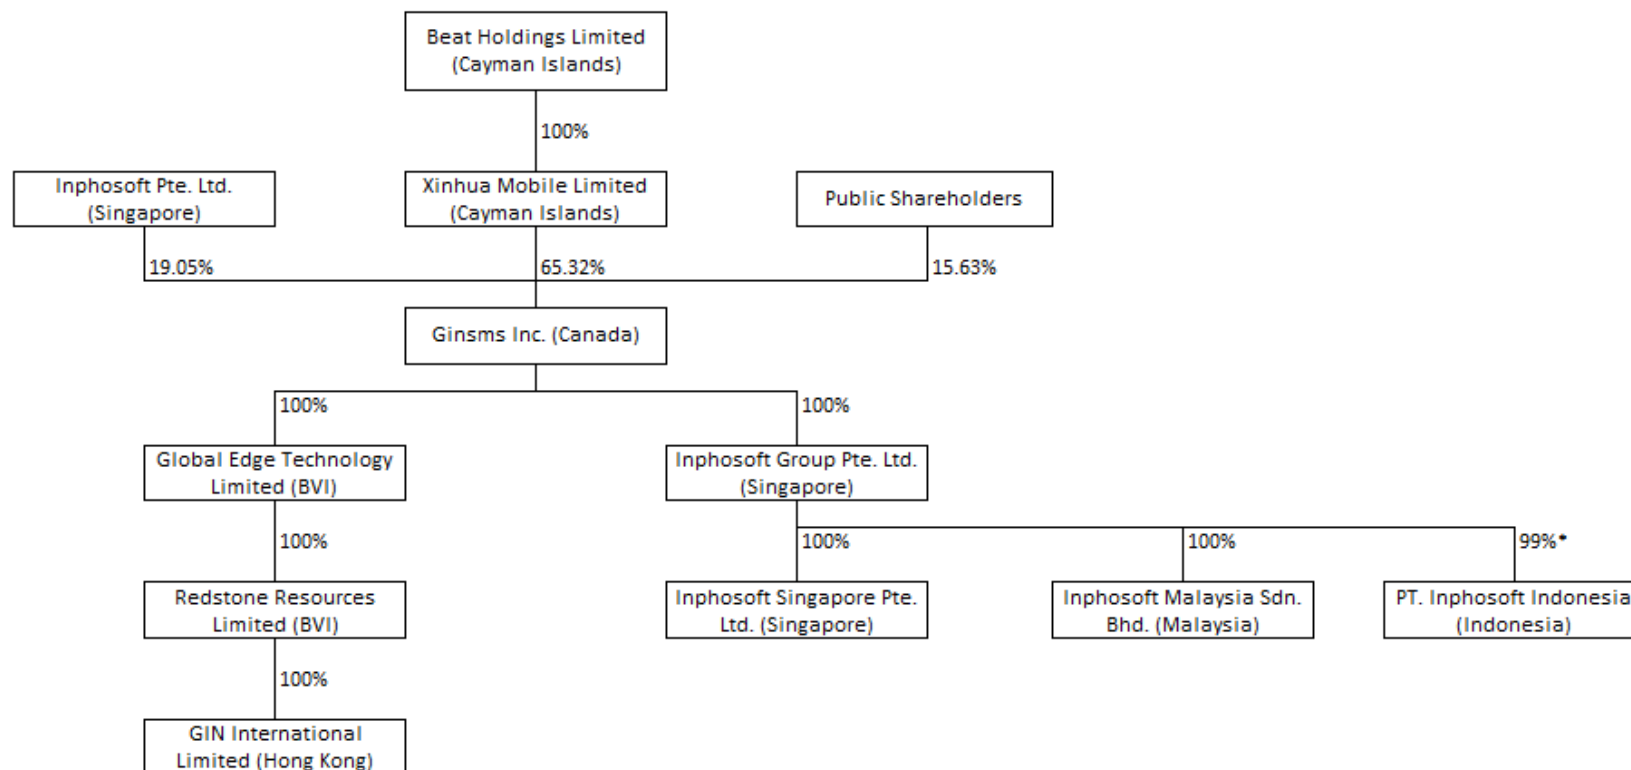 Beat Holdings Limited
(Cayman Islands)
100%
Inphosoft Pte. Ltd.
(Singapore)
Xinhua Mobile Limited
(Cayman Islands)
Public Shareholders
19.05%
65.32%
15.63%
Ginsms Inc. (Canada)
100%
100%
Global Edge Technology
Limited (BVI)
Inphosoft Group Pte. Ltd.
(Singapore)
100%
100%
100%
99%*
Redstone Resources
Limited (BVI)
Inphosoft Singapore Pte.
Ltd. (Singapore)
Inphosoft Malaysia Sdn.
Bhd. (Malaysia)
PT. Inphosoft Indonesia
(Indonesia)
100%
GIN International
Limited (Hong Kong)